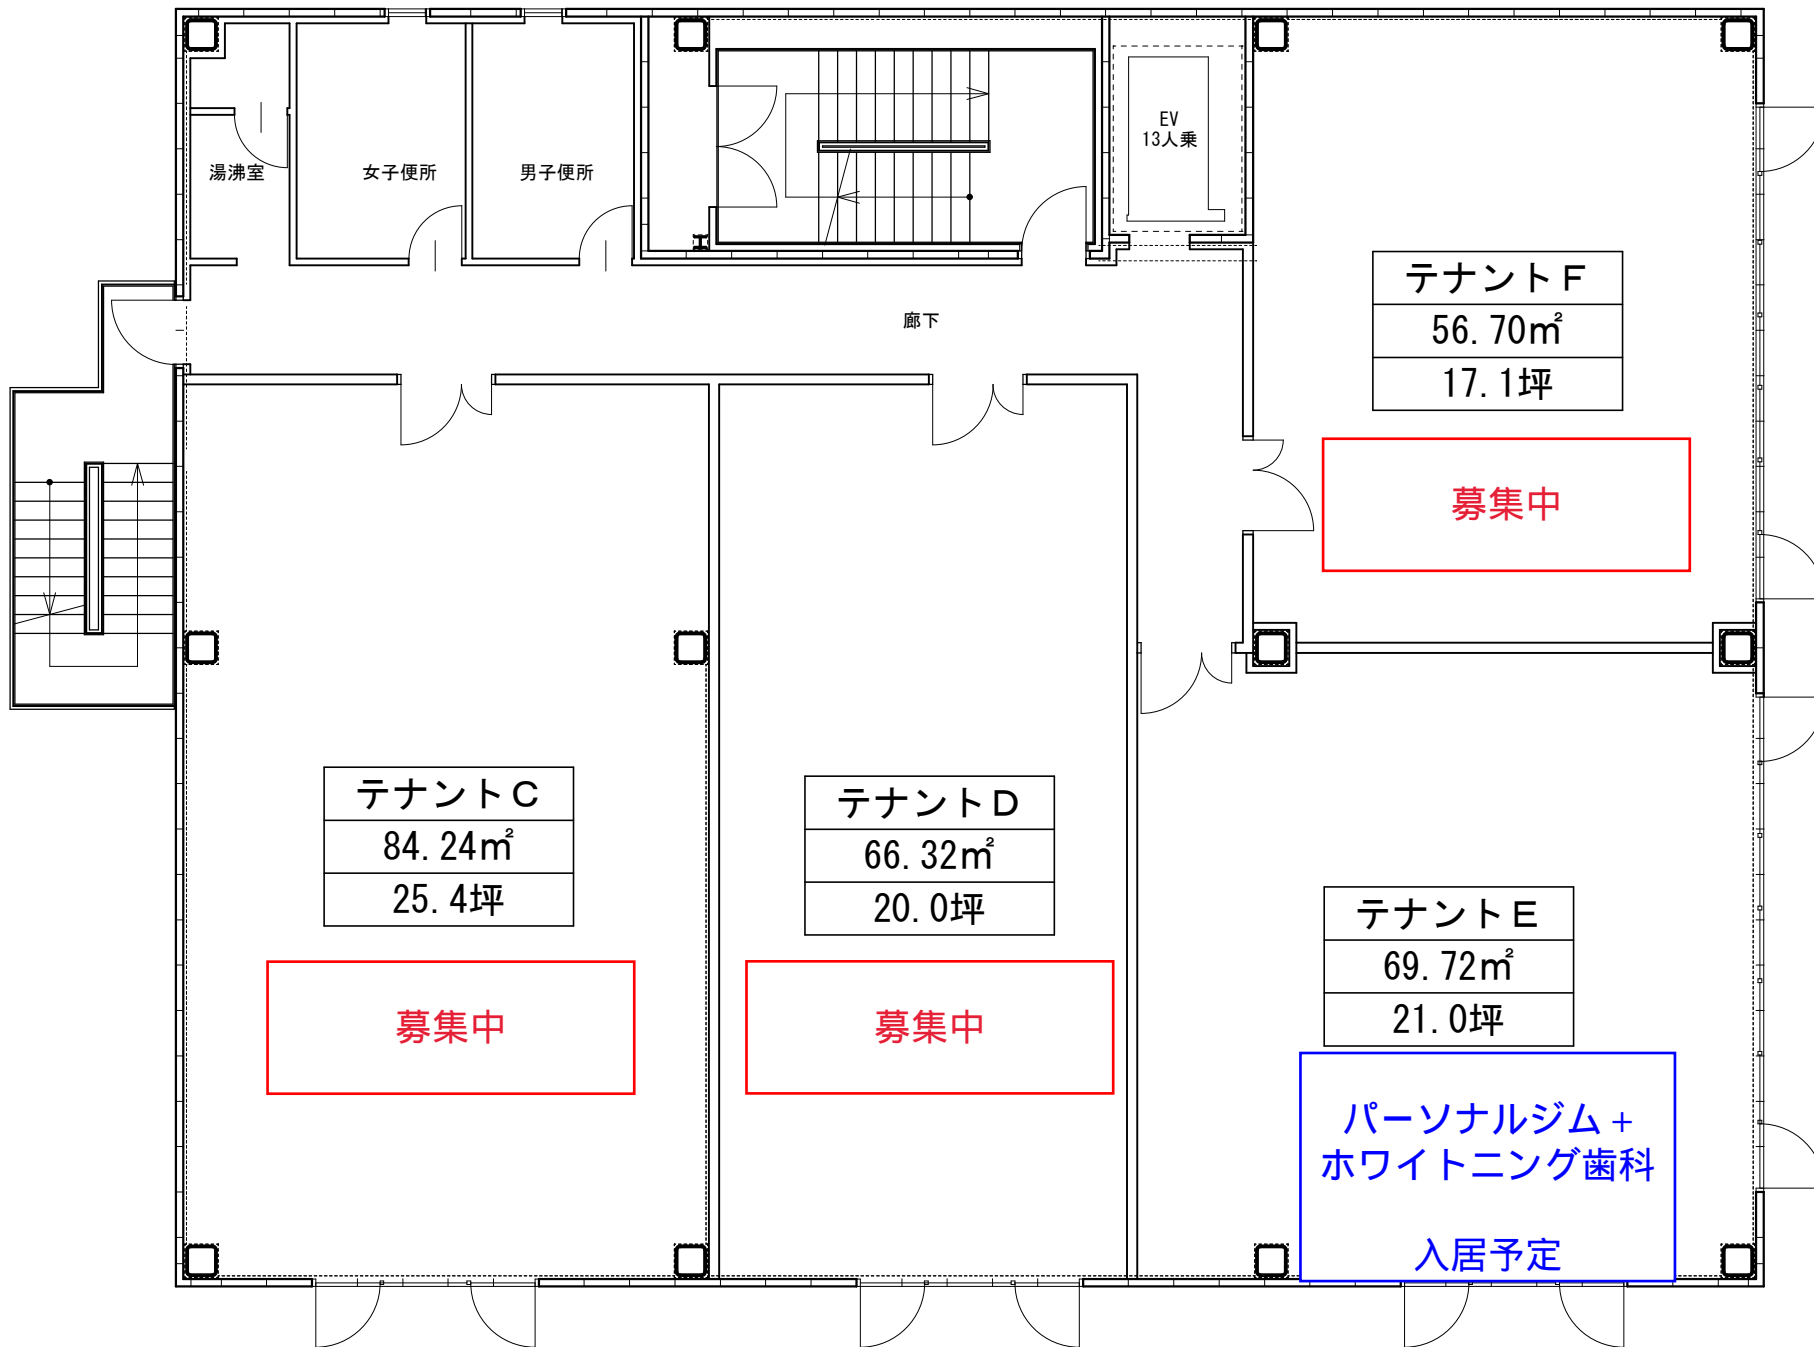 EV
13人乗
湯沸室
女子便所
男子便所
廊下
テナントF
56.70㎡
17.1坪
募集中
テナントC
84.24㎡
25.4坪
募集中
テナントD
66.32㎡
20.0坪
募集中
テナントE
69.72㎡
21.0坪
パーソナルジム+
ホワイトニング歯科
入居予定